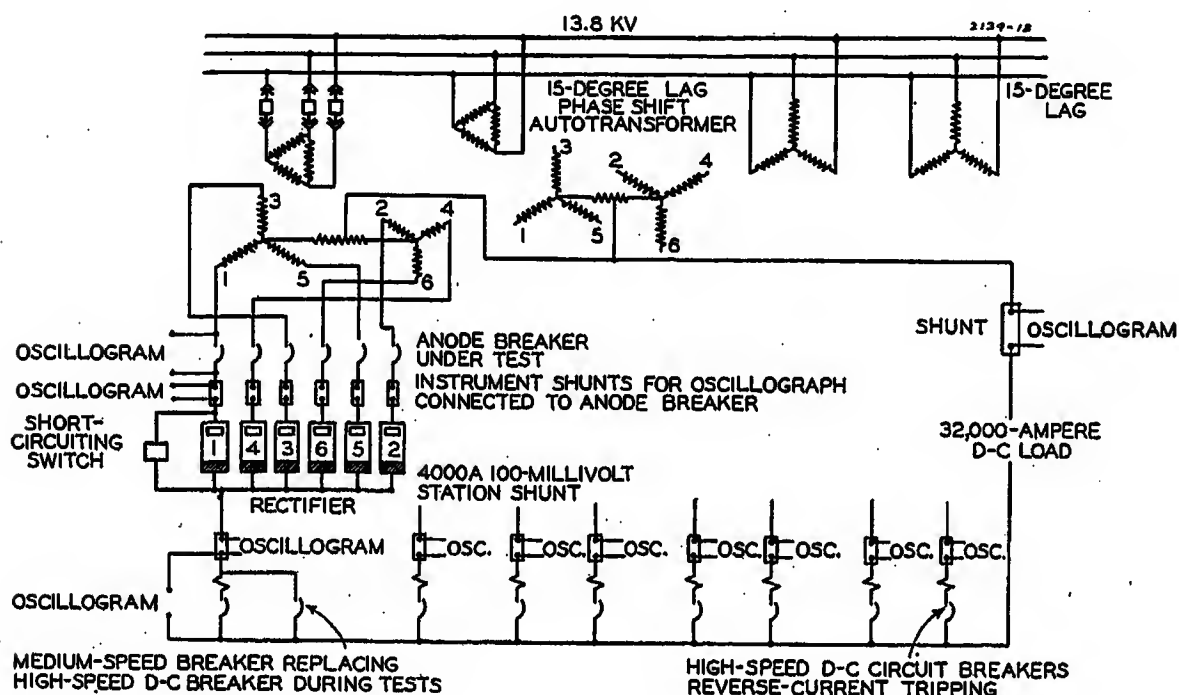 13.8 KV
2139-18
15-DEGREE LAG
PHASE SHIFT
AUTOTRANSFORMER
15-DEGREE
LAG
3
2
4
1
5
6
3
2
4
1
5
6
SHUNT
OSCILLOGRAM
OSCILLOGRAM
ANODE BREAKER
UNDER TEST
OSCILLOGRAM
INSTRUMENT SHUNTS FOR OSCILLOGRAPH
CONNECTED TO ANODE BREAKER
SHORT-
CIRCUITING
SWITCH
1
4
3
6
5
2
32,000-AMPERE
D-C LOAD
RECTIFIER
4000A 100-MILLIVOLT
STATION SHUNT
OSCILLOGRAM
OSC.
OSC.
OSC.
OSC.
OSC.
OSC.
OSC.
OSCILLOGRAM
MEDIUM-SPEED BREAKER REPLACING
HIGH-SPEED D-C BREAKER DURING TESTS
HIGH-SPEED D-C CIRCUIT BREAKERS
REVERSE-CURRENT TRIPPING